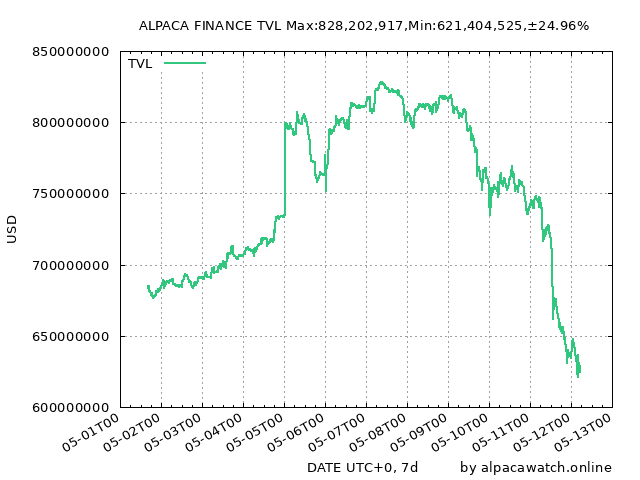 ALPACA FINANCE TVL Max:828,202,917,Min:621,404,525,±24.96%
TVL
850000000
800000000
750000000
700000000
650000000
600000000
USD
05-01T00
05-02T00
05-03T00
05-04T00
05-05T00
05-06T00
05-07T00
05-08T00
05-09T00
05-10T00
05-11T00
05-12T00
05-13T00
DATE UTC+0, 7d
by alpacawatch.online